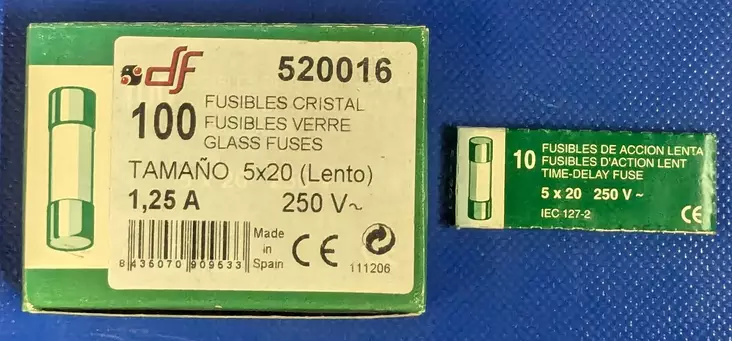 df
520016
100
FUSIBLES CRISTAL
FUSIBLES VERRE
GLASS FUSES
TAMAÑO 5x20 (Lento)
1,25 A 250 V~
8 435070 909533
Made
in
Spain
CE
111206
10
FUSIBLES DE ACCION LENTA
FUSIBLES D'ACTION LENT
TIME-DELAY FUSE
5 x 20 250 V~
IEC 127-2
CE